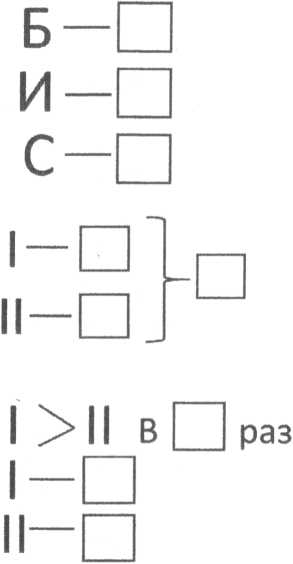 Б —
И —
С —
I —
II —
I > II в раз
I —
II —